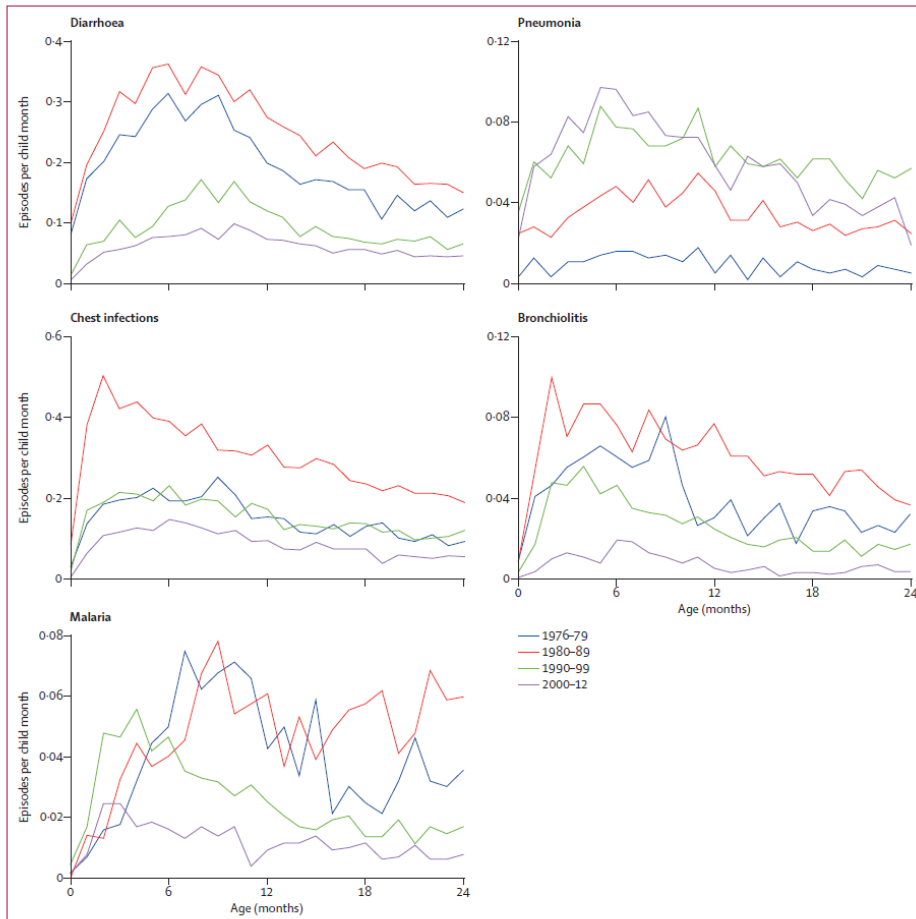 Diarrhoea
0·4
0·3
0·2
0·1
0
Episodes per child month
Pneumonia
0·12
0·08
0·04
0
Chest infections
0·6
0·4
0·2
0
Episodes per child month
Bronchiolitis
0·12
0·08
0·04
0
0 6 12 18 24
Age (months)
Malaria
0·08
0·06
0·04
0·02
0
Episodes per child month
0 6 12 18 24
Age (months)
1976–79
1980–89
1990–99
2000–12